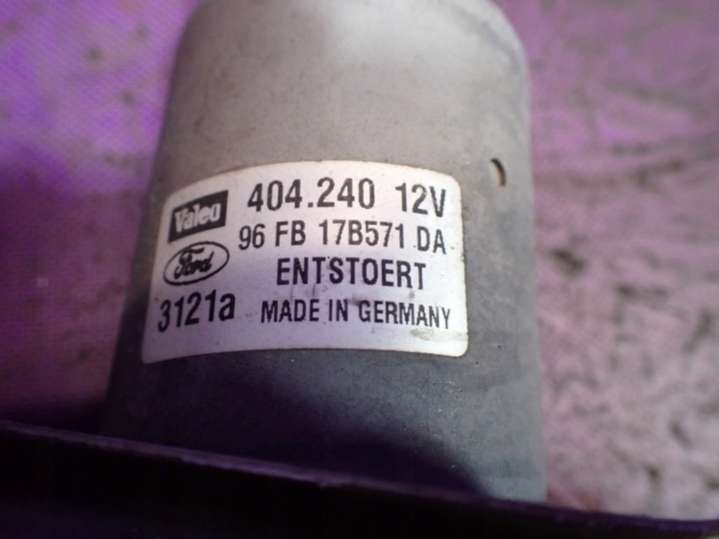 Valeo 404.240 12V
96 FB 17B571 DA
Ford ENTSTOERT
3121a MADE IN GERMANY